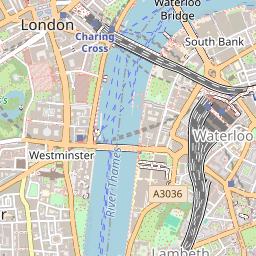 Waterloo
Bridge
London
Charing
Cross
South Bank
Waterloo
Westminster
River Thames
A3036
Lambeth